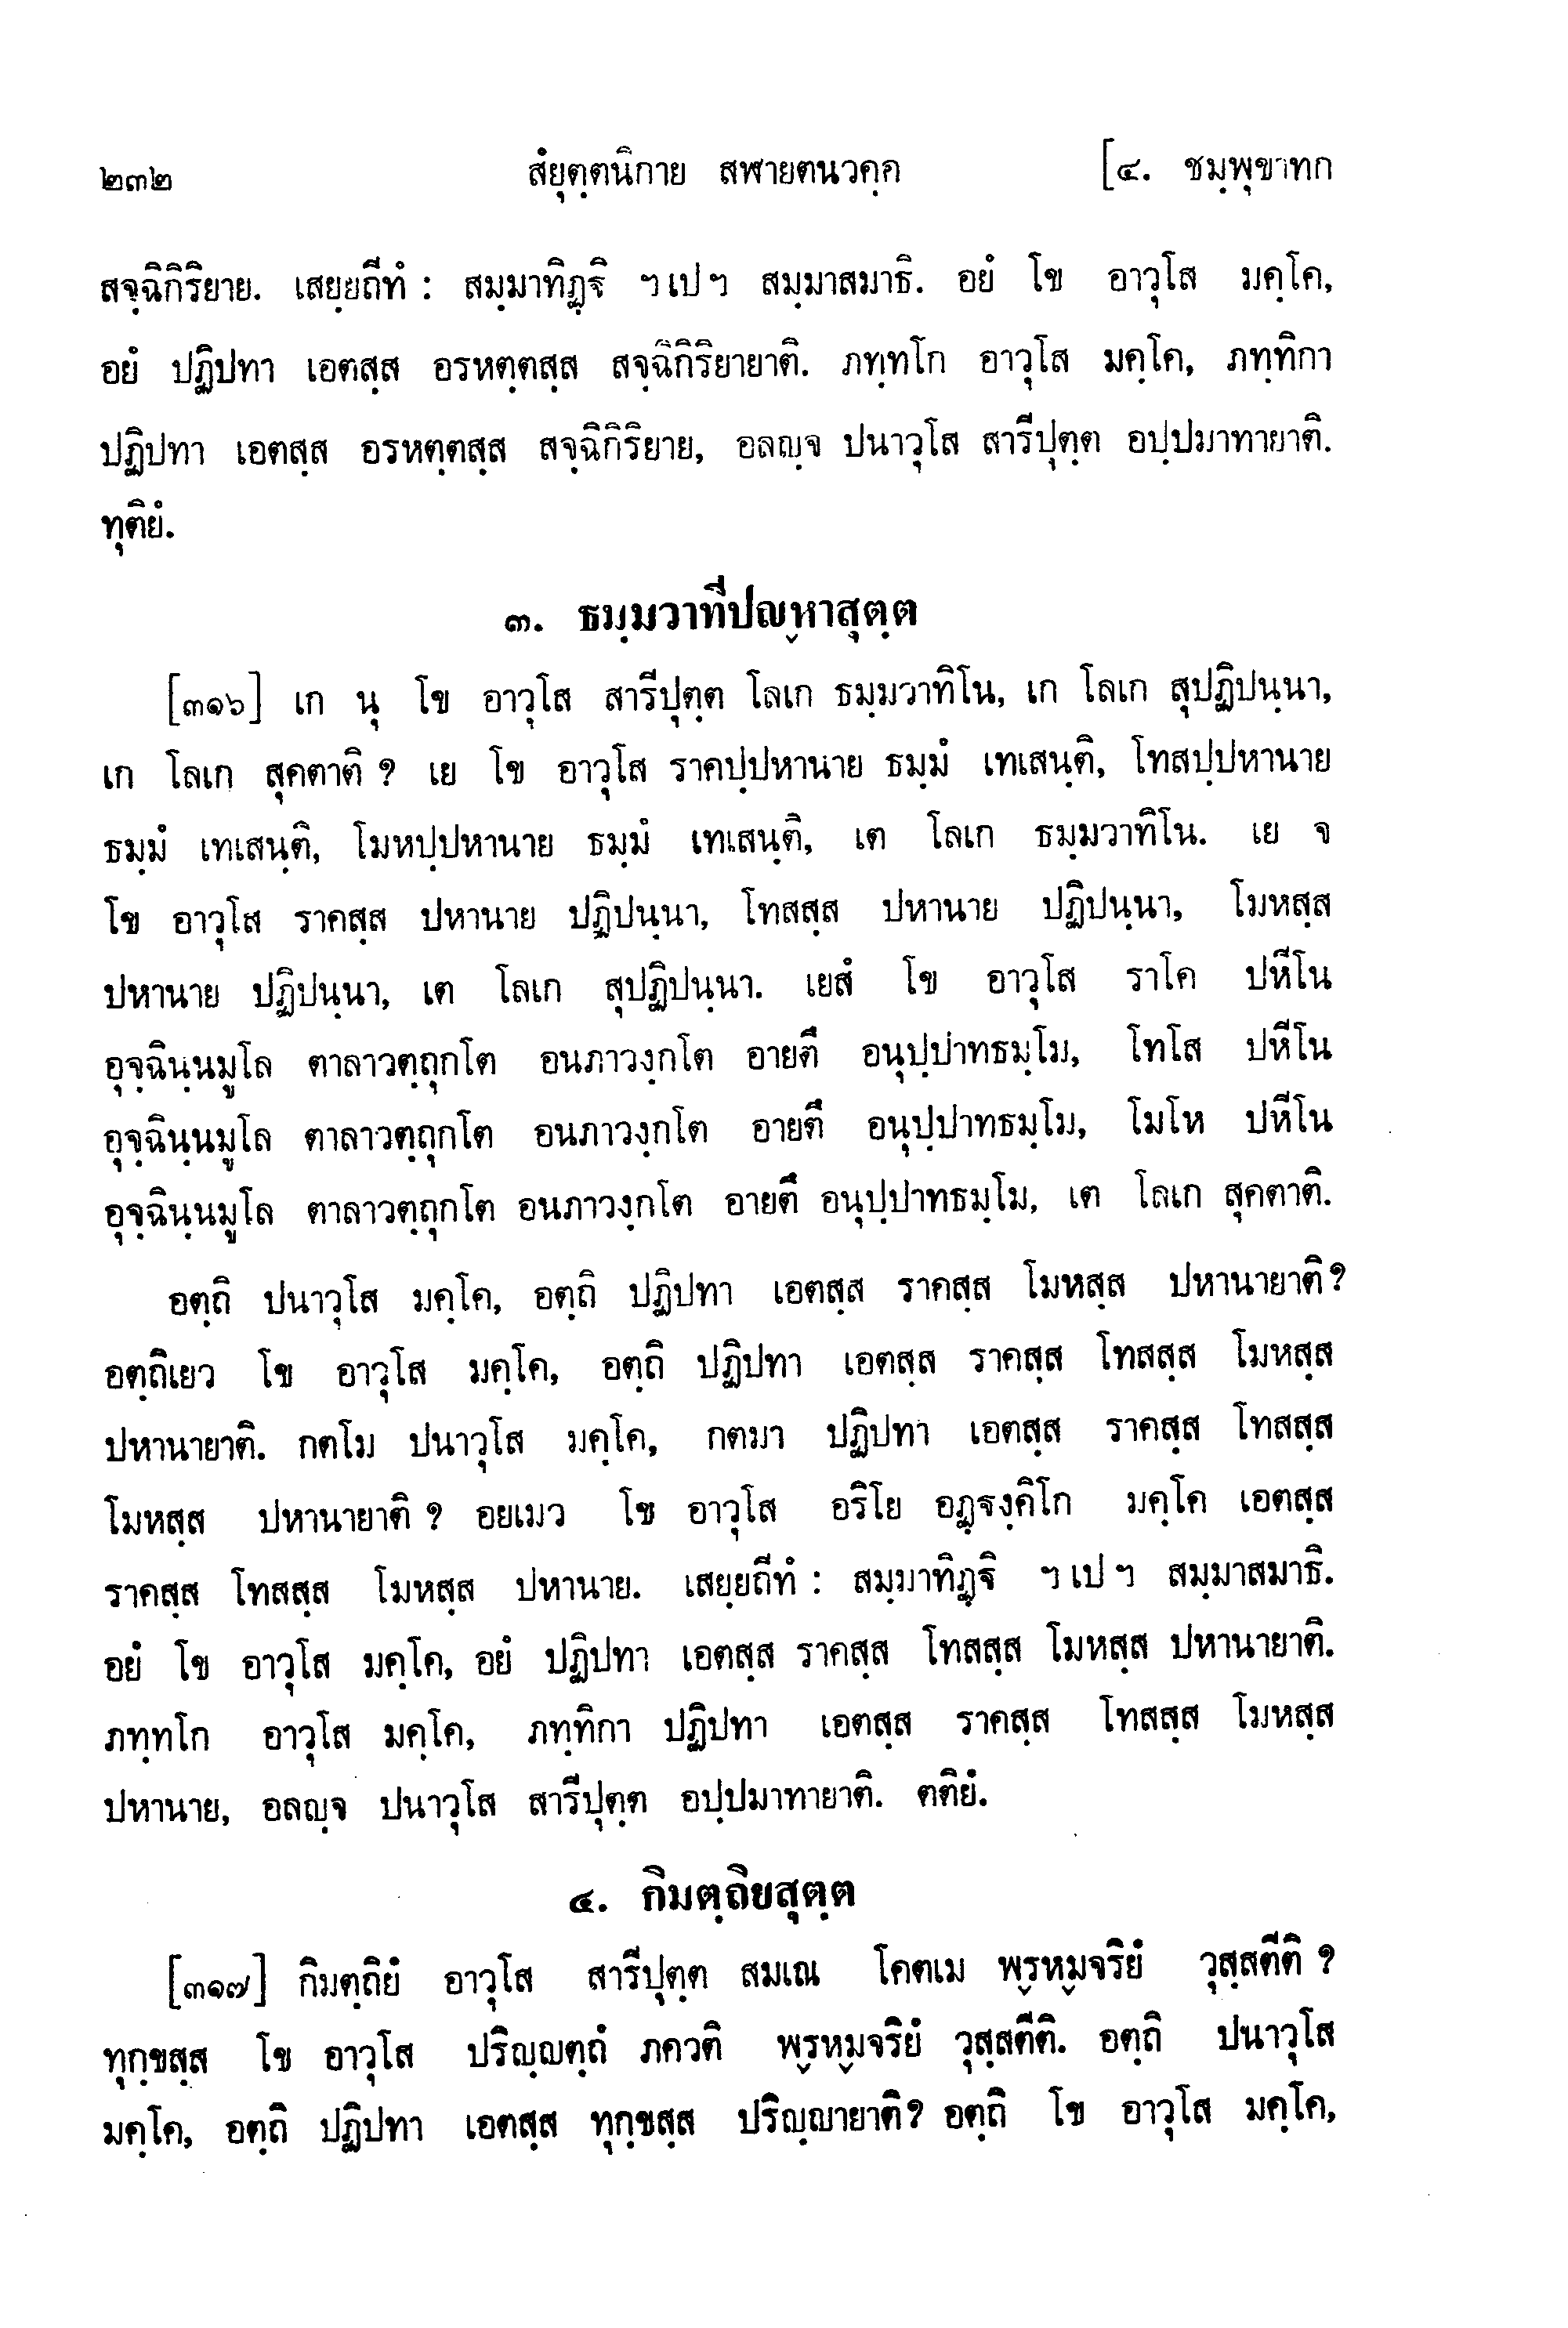 ๒๓๒ สํยุตฺตนิกาย สฬายตนวคฺค [๔. ชมฺพุขาทก
สจฺฉิกิริยาย. เสยฺยถีทํ : สมฺมาทิฏฺฐิ ฯเปฯ สมฺมาสมาธิ. อยํ โข อาวุโส มคฺโค,
อยํ ปฏิปทา เอตสฺส อรหตฺตสฺส สจฺฉิกิริยายาติ. ภทฺทโก อาวุโส มคฺโค, ภทฺทิกา
ปฏิปทา เอตสฺส อรหตฺตสฺส สจฺฉิกิริยาย, อลญฺจ ปนาวุโส สารีปุตฺต อปฺปมาทายาติ.
ทุติยํ.
๓. ธมฺมวาทีปญฺหาสุตฺต
[๓๑๖] เก นุ โข อาวุโส สารีปุตฺต โลเก ธมฺมวาทิโน, เก โลเก สุปฏิปนฺนา,
เก โลเก สุคตาติ ? เย โข อาวุโส ราคปฺปหานาย ธมฺมํ เทเสนฺติ, โทสปฺปหานาย
ธมฺมํ เทเสนฺติ, โมหปฺปหานาย ธมฺมํ เทเสนฺติ, เต โลเก ธมฺมวาทิโน. เย จ
โข อาวุโส ราคสฺส ปหานาย ปฏิปนฺนา, โทสสฺส ปหานาย ปฏิปนฺนา, โมหสฺส
ปหานาย ปฏิปนฺนา, เต โลเก สุปฏิปนฺนา. เยสํ โข อาวุโส ราโค ปหีโน
อุจฺฉินฺนมูโล ตาลาวตฺถุกโต อนภาวงฺกโต อายตึ อนุปฺปาทธมฺโม, โทโส ปหีโน
อุจฺฉินฺนมูโล ตาลาวตฺถุกโต อนภาวงฺกโต อายตึ อนุปฺปาทธมฺโม, โมโห ปหีโน
อุจฺฉินฺนมูโล ตาลาวตฺถุกโต อนภาวงฺกโต อายตึ อนุปฺปาทธมฺโม, เต โลเก สุคตาติ.
อตฺถิ ปนาวุโส มคฺโค, อตฺถิ ปฏิปทา เอตสฺส ราคสฺส โมหสฺส ปหานายาติ?
อตฺถิเยว โข อาวุโส มคฺโค, อตฺถิ ปฏิปทา เอตสฺส ราคสฺส โทสสฺส โมหสฺส
ปหานายาติ. กตโม ปนาวุโส มคฺโค, กตมา ปฏิปทา เอตสฺส ราคสฺส โทสสฺส
โมหสฺส ปหานายาติ ? อยเมว โข อาวุโส อริโย อฏฺฐงฺคิโก มคฺโค เอตสฺส
ราคสฺส โทสสฺส โมหสฺส ปหานาย. เสยฺยถีทํ : สมฺมาทิฏฺฐิ ฯเปฯ สมฺมาสมาธิ.
อยํ โข อาวุโส มคฺโค, อยํ ปฏิปทา เอตสฺส ราคสฺส โทสสฺส โมหสฺส ปหานายาติ.
ภทฺทโก อาวุโส มคฺโค, ภทฺทิกา ปฏิปทา เอตสฺส ราคสฺส โทสสฺส โมหสฺส
ปหานาย, อลญฺจ ปนาวุโส สารีปุตฺต อปฺปมาทายาติ. ตติยํ.
๔. กิมตฺถิยสุตฺต
[๓๑๗] กิมตฺถิยํ อาวุโส สารีปุตฺต สมเณ โคตเม พฺรหฺมจริยํ วุสฺสตีติ ?
ทุกฺขสฺส โข อาวุโส ปริญฺญตฺถํ ภควติ พฺรหฺมจริยํ วุสฺสตีติ. อตฺถิ ปนาวุโส
มคฺโค, อตฺถิ ปฏิปทา เอตสฺส ทุกฺขสฺส ปริญฺญายาติ? อตฺถิ โข อาวุโส มคฺโค,